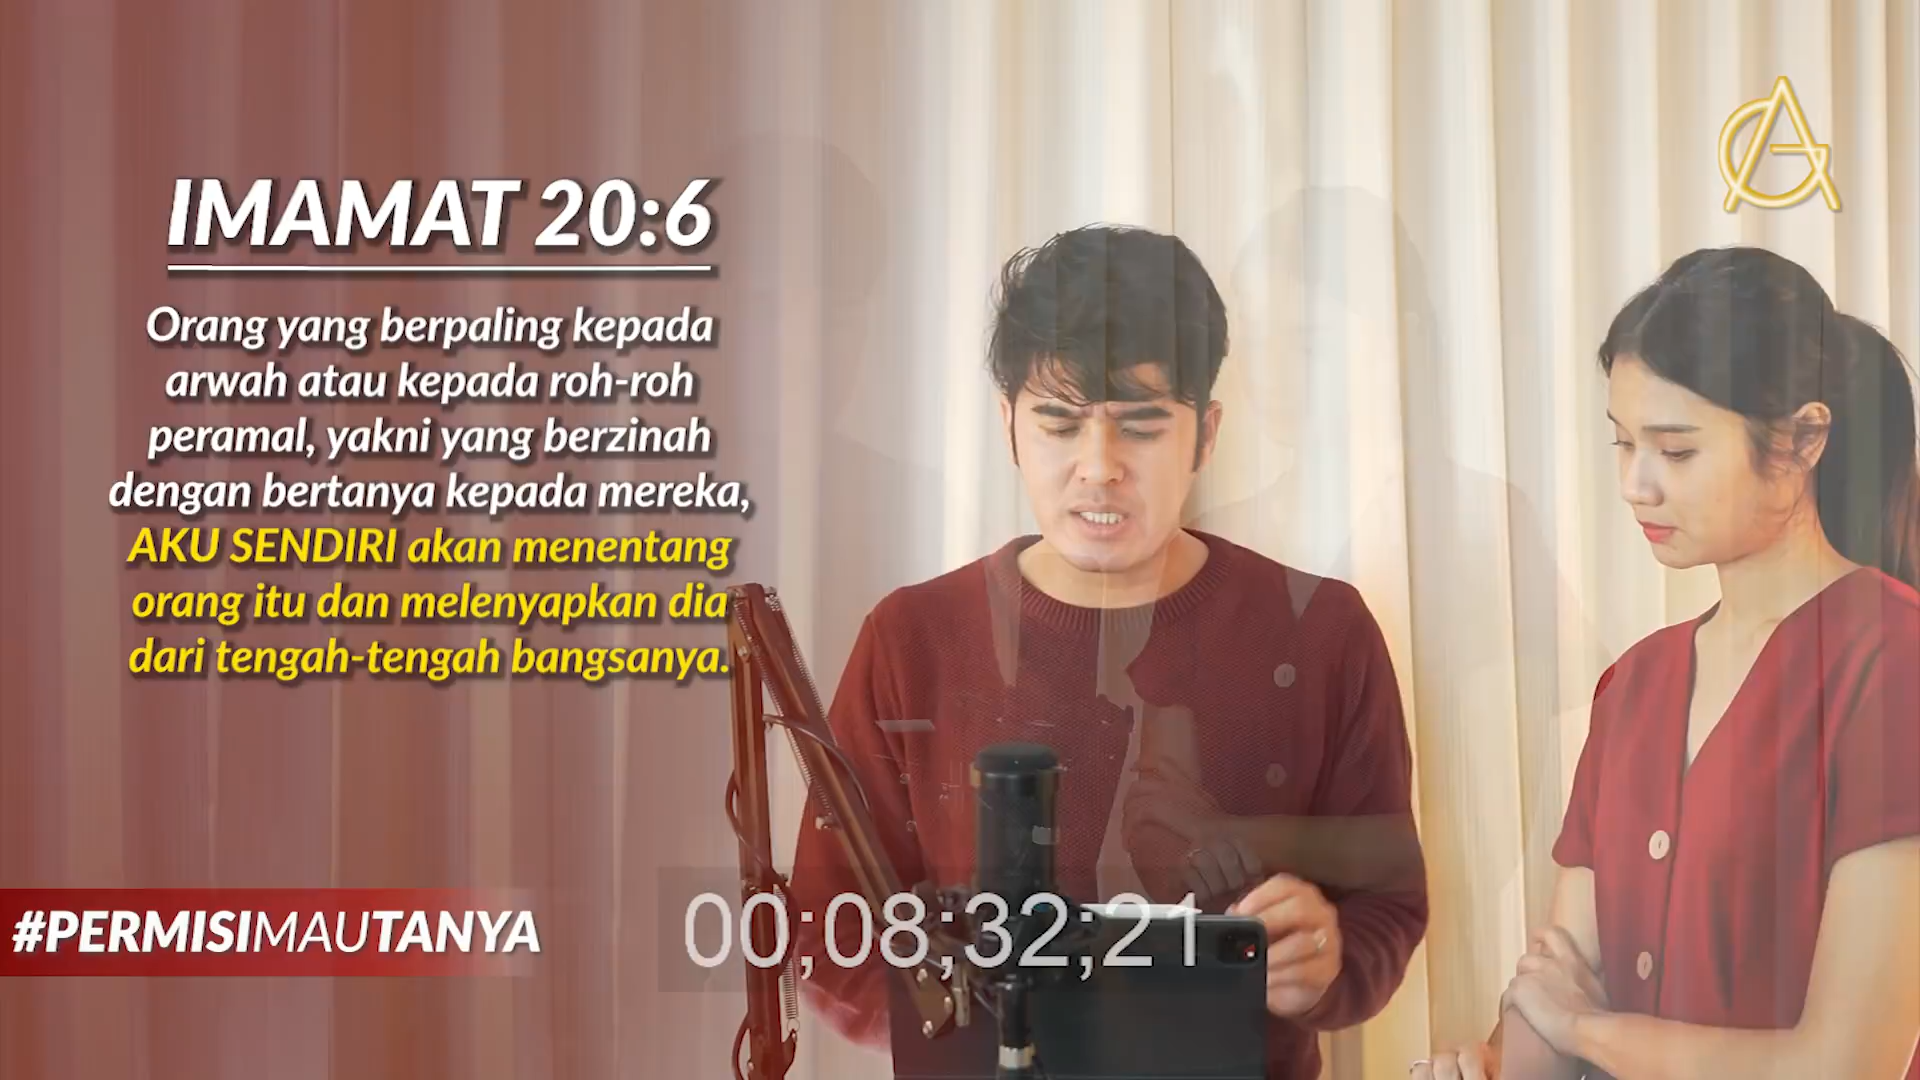 IMAMAT 20:6
Orang yang berpaling kepada
arwah atau kepada roh-roh
peramal, yakni yang berzinah
dengan bertanya kepada mereka,
AKU SENDIRI akan menentang
orang itu dan melenyapkan dia
dari tengah-tengah bangsanya.
#PERMISIMAUTANYA
00;08;32;21